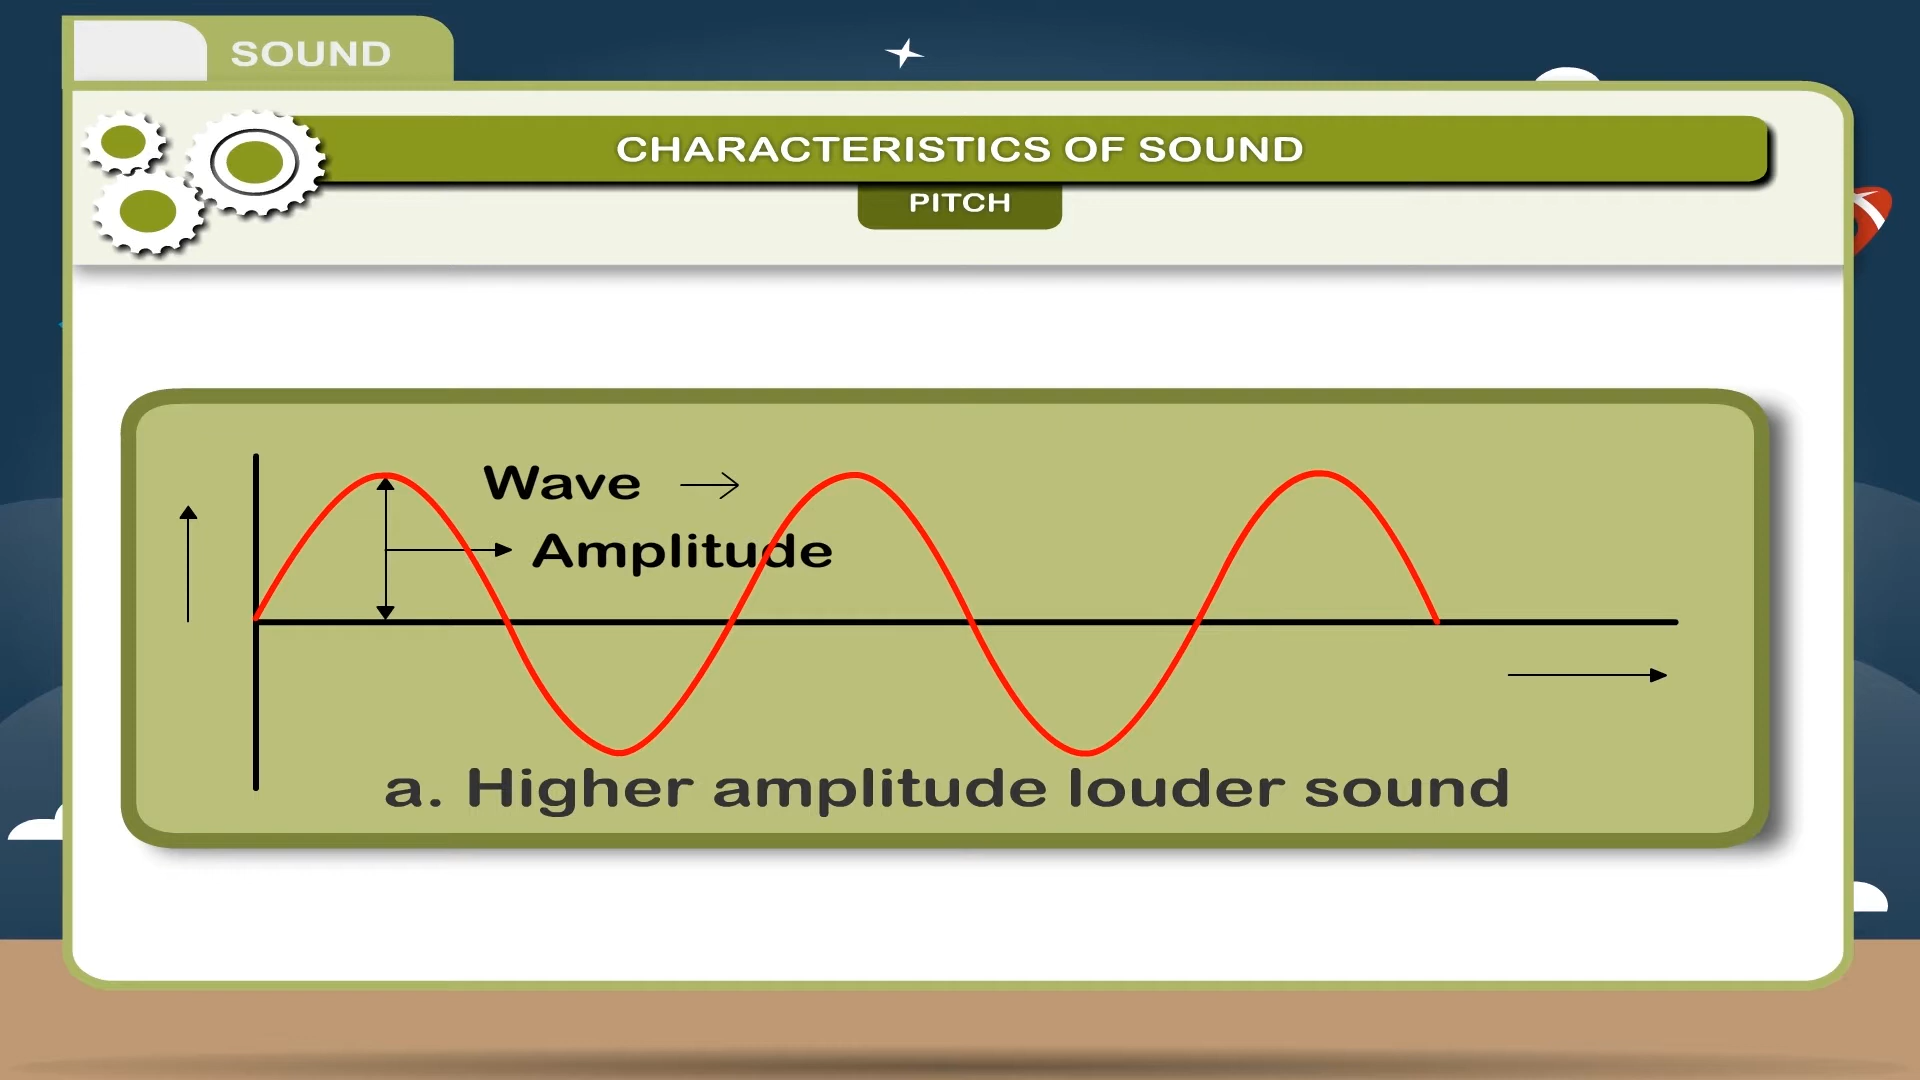 SOUND
CHARACTERISTICS OF SOUND
PITCH
Wave
Amplitude
a. Higher amplitude louder sound